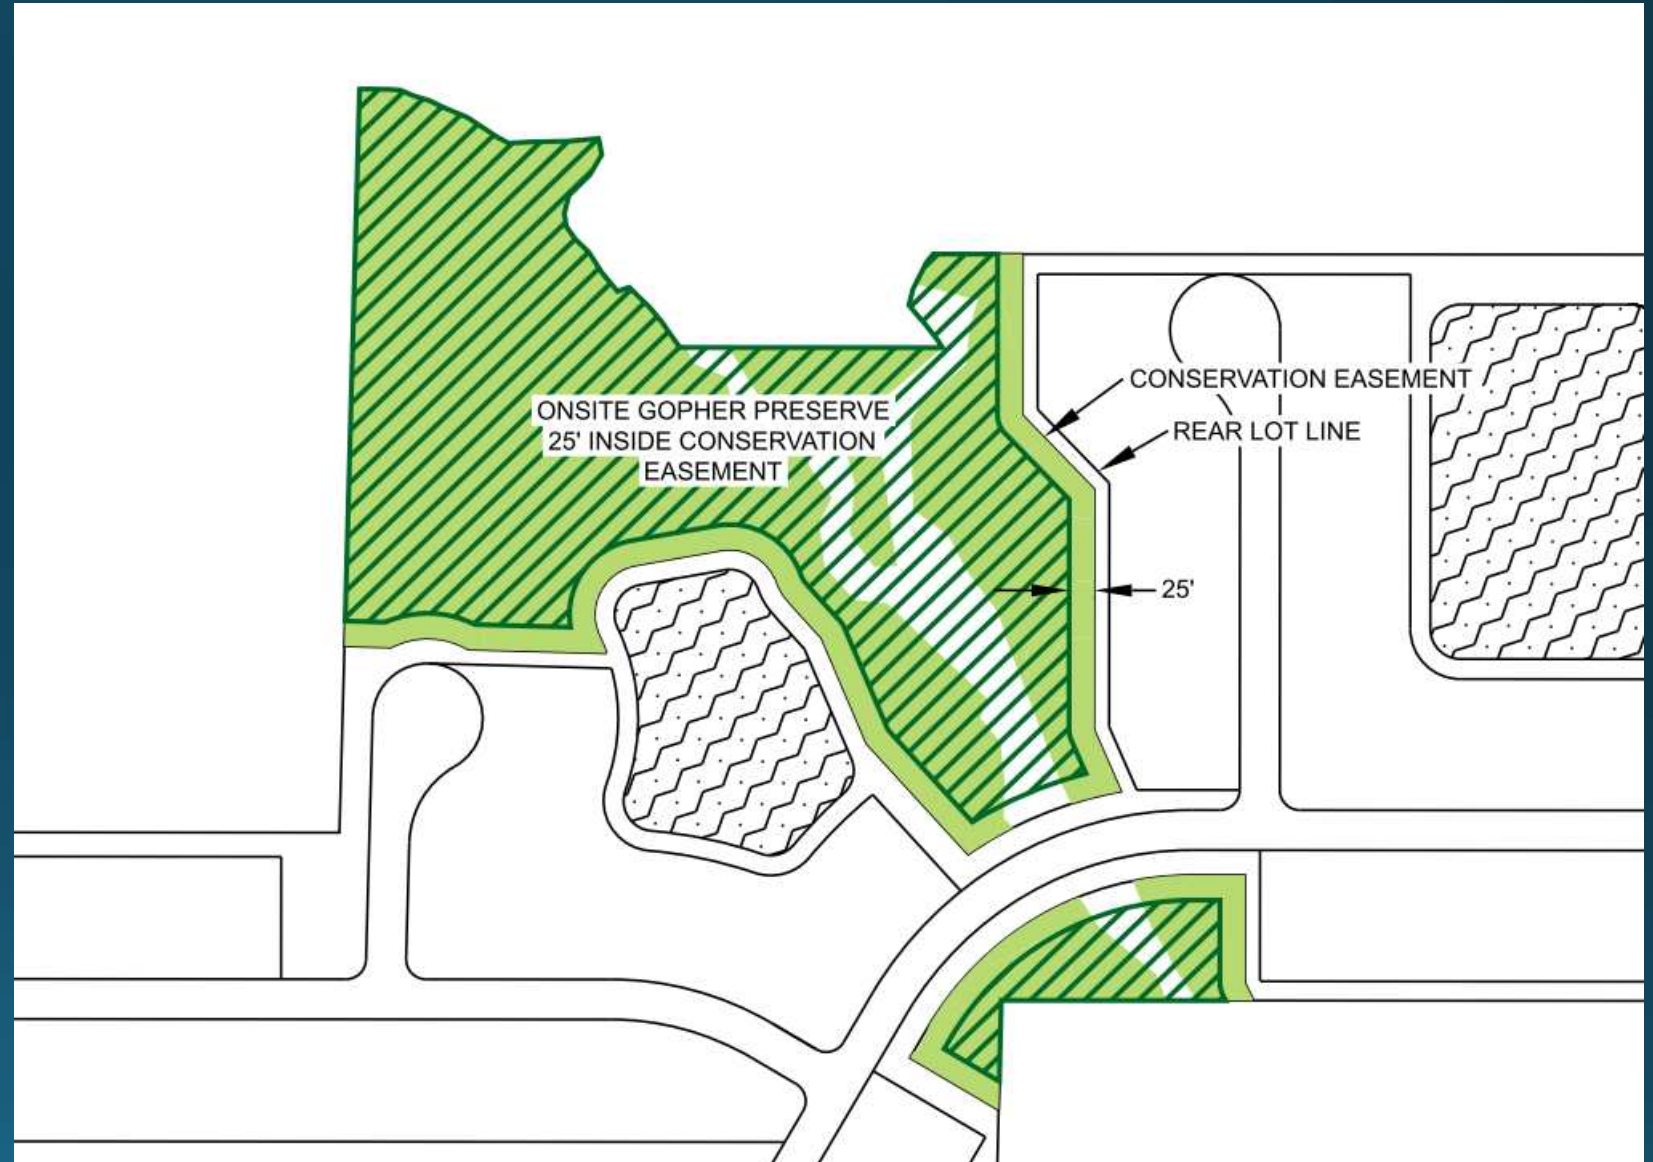 CONSERVATION EASEMENT
ONSITE GOPHER PRESERVE
25' INSIDE CONSERVATION
EASEMENT
REAR LOT LINE
25'